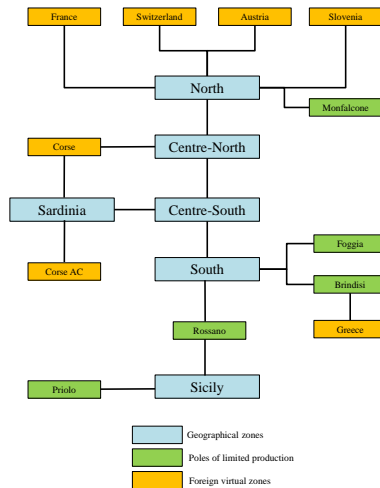 France
Switzerland
Austria
Slovenia
North
Monfalcone
Corse
Centre-North
Sardinia
Centre-South
Foggia
Corse AC
South
Brindisi
Rossano
Greece
Priolo
Sicily
Geographical zones
Poles of limited production
Foreign virtual zones